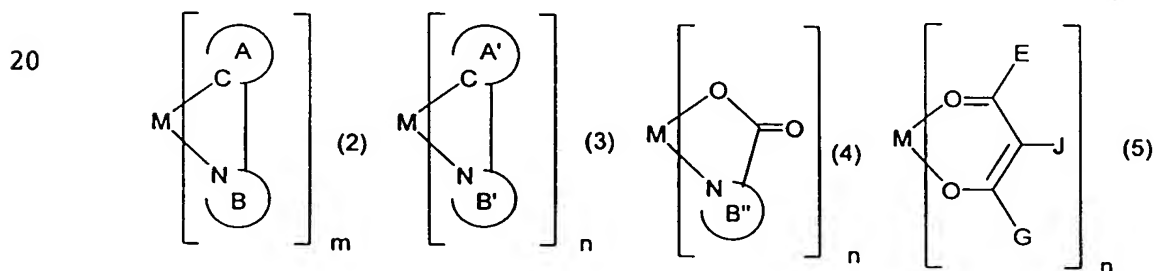 20
A A' E
C C O O
M M M O M O J
(2) (3) (4) (5)
N N N O
B B' B" G
m n n n